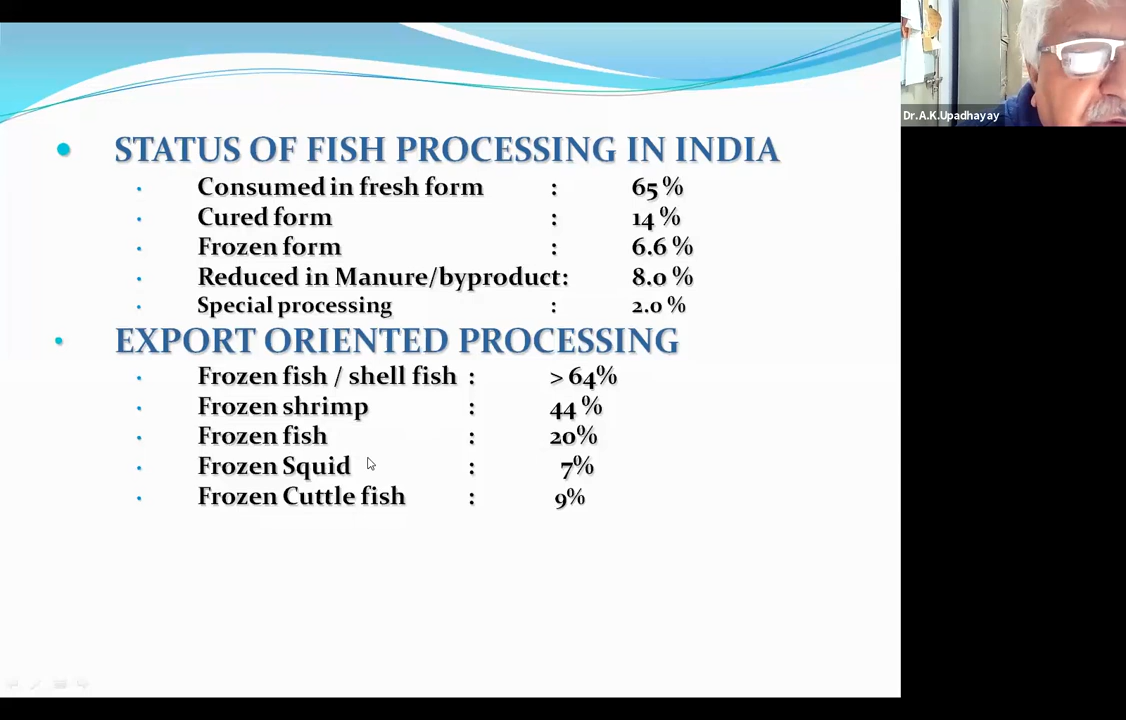 Dr.A.K.Upadhayay
• STATUS OF FISH PROCESSING IN INDIA
• Consumed in fresh form : 65 %
• Cured form : 14 %
• Frozen form : 6.6 %
• Reduced in Manure/byproduct: 8.0 %
• Special processing : 2.0 %
• EXPORT ORIENTED PROCESSING
• Frozen fish / shell fish : > 64%
• Frozen shrimp : 44 %
• Frozen fish : 20%
• Frozen Squid : 7%
• Frozen Cuttle fish : 9%